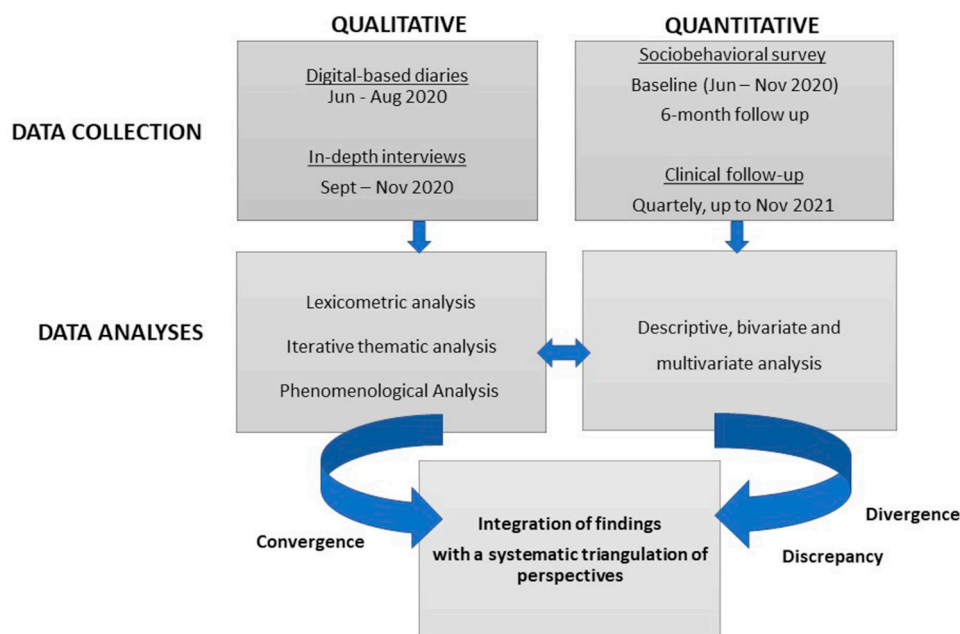 QUALITATIVE
QUANTITATIVE
DATA COLLECTION
Digital-based diaries
Jun - Aug 2020
In-depth interviews
Sept – Nov 2020
Sociobehavioral survey
Baseline (Jun – Nov 2020)
6-month follow up
Clinical follow-up
Quartely, up to Nov 2021
DATA ANALYSES
Lexicometric analysis
Iterative thematic analysis
Phenomenological Analysis
Descriptive, bivariate and
multivariate analysis
Convergence
Integration of findings
with a systematic triangulation of
perspectives
Divergence
Discrepancy